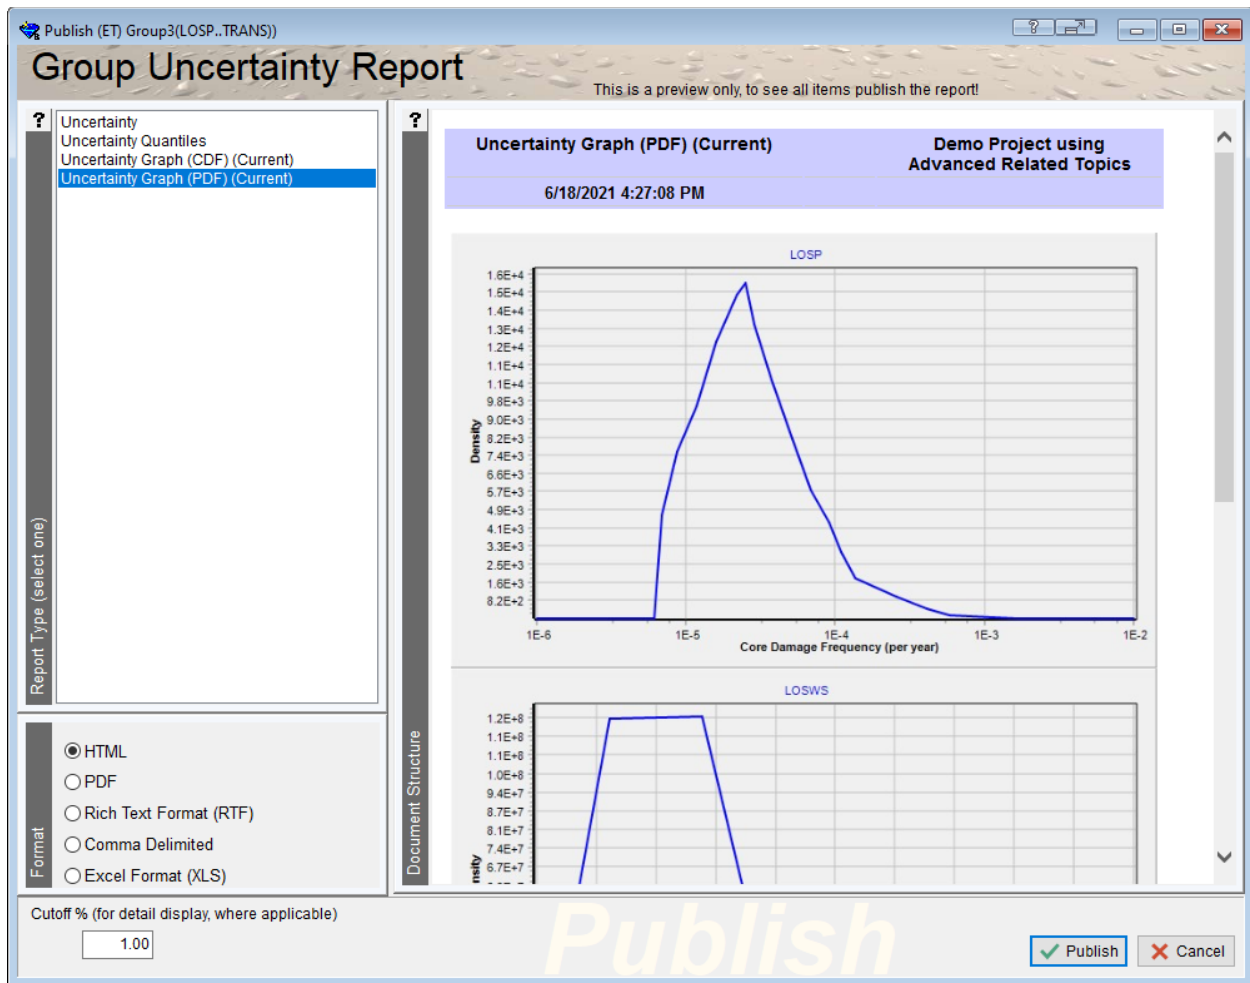 Publish (ET) Group3(LOSP..TRANS))
Group Uncertainty Report
This is a preview only, to see all items publish the report!
?
Uncertainty
Uncertainty Quantiles
Uncertainty Graph (CDF) (Current)
Uncertainty Graph (PDF) (Current)
Report Type (select one)
Format
HTML
PDF
Rich Text Format (RTF)
Comma Delimited
Excel Format (XLS)
?
Document Structure
Uncertainty Graph (PDF) (Current)
Demo Project using
Advanced Related Topics
6/18/2021 4:27:08 PM
LOSP
1.6E+4
1.5E+4
1.4E+4
1.3E+4
1.2E+4
1.1E+4
1.1E+4
9.8E+3
9.0E+3
8.2E+3
7.4E+3
6.6E+3
5.7E+3
4.9E+3
4.1E+3
3.3E+3
2.5E+3
1.6E+3
8.2E+2
Density
1E-6 1E-5 1E-4 1E-3 1E-2
Core Damage Frequency (per year)
LOSWS
1.2E+8
1.1E+8
1.1E+8
1.0E+8
9.4E+7
8.7E+7
8.1E+7
7.4E+7
6.7E+7
nsity
Cutoff % (for detail display, where applicable)
1.00
Publish
Publish
Cancel